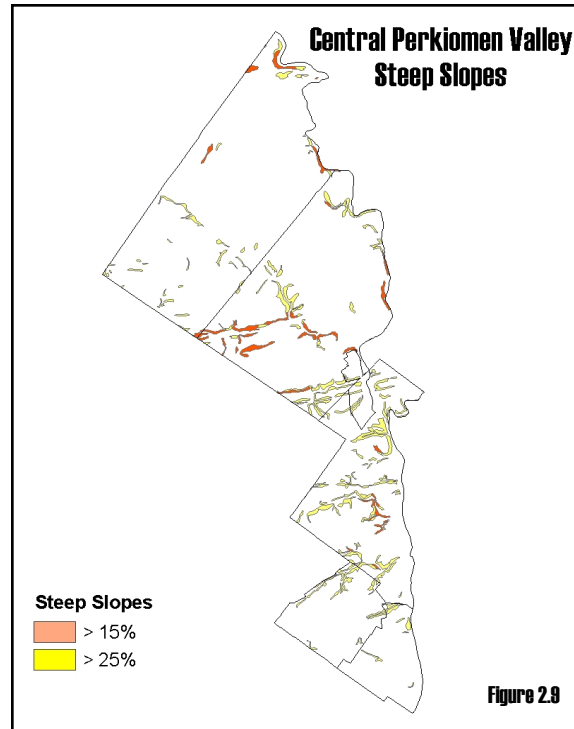 Central Perkiomen Valley
Steep Slopes
Steep Slopes
> 15%
> 25%
Figure 2.9